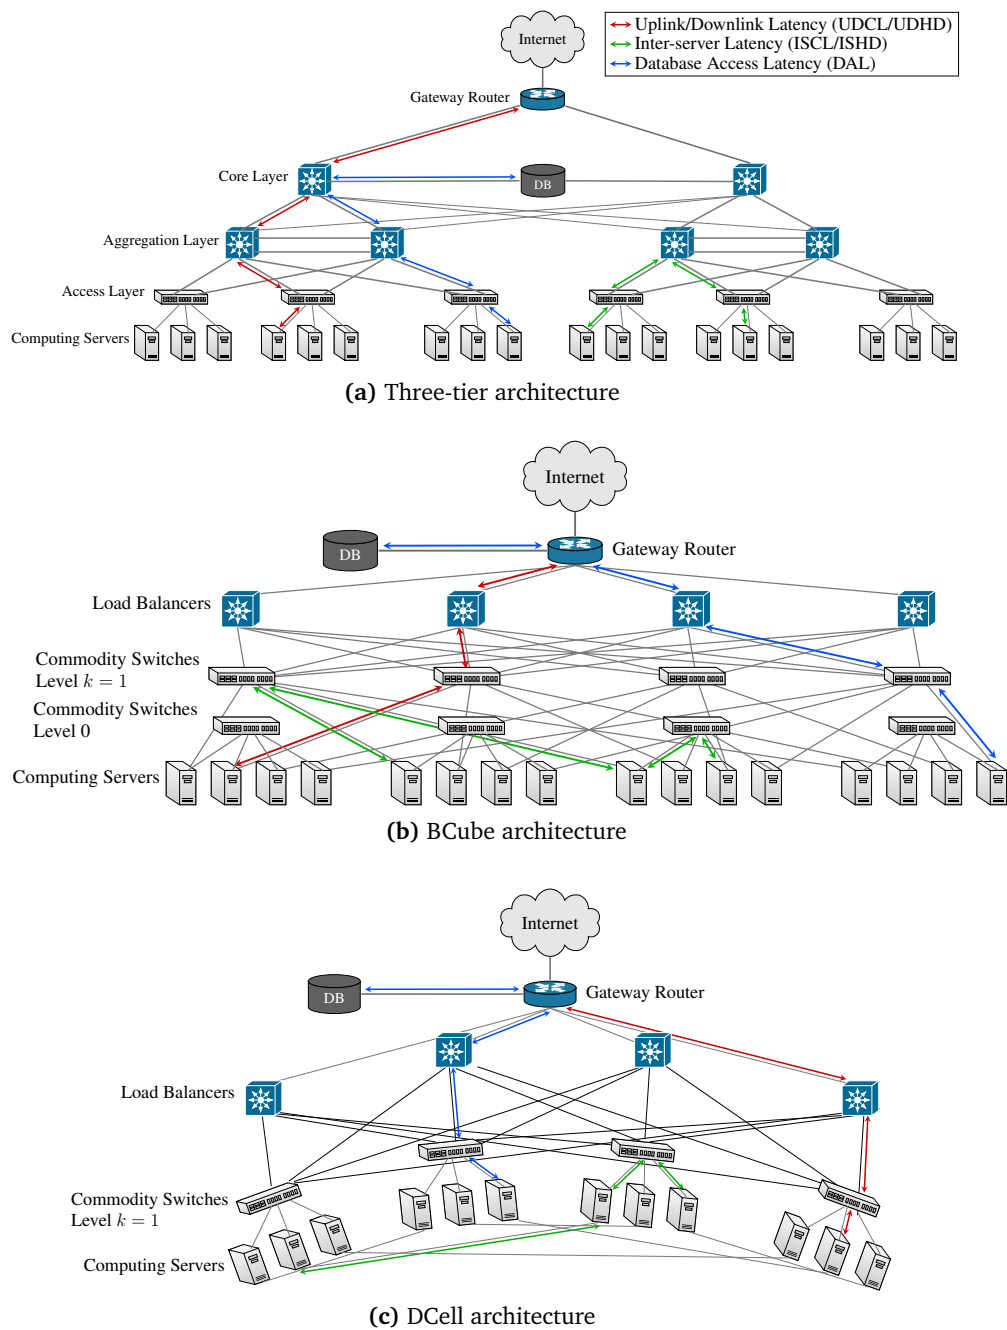 Internet
Uplink/Downlink Latency (UDCL/UDHD)
Inter-server Latency (ISCL/ISHD)
Database Access Latency (DAL)
Gateway Router
Core Layer
DB
Aggregation Layer
Access Layer
Computing Servers
(a) Three-tier architecture
Internet
DB
Gateway Router
Load Balancers
Commodity Switches
Level k = 1
Commodity Switches
Level 0
Computing Servers
(b) BCube architecture
Internet
DB
Gateway Router
Load Balancers
Commodity Switches
Level k = 1
Computing Servers
(c) DCell architecture